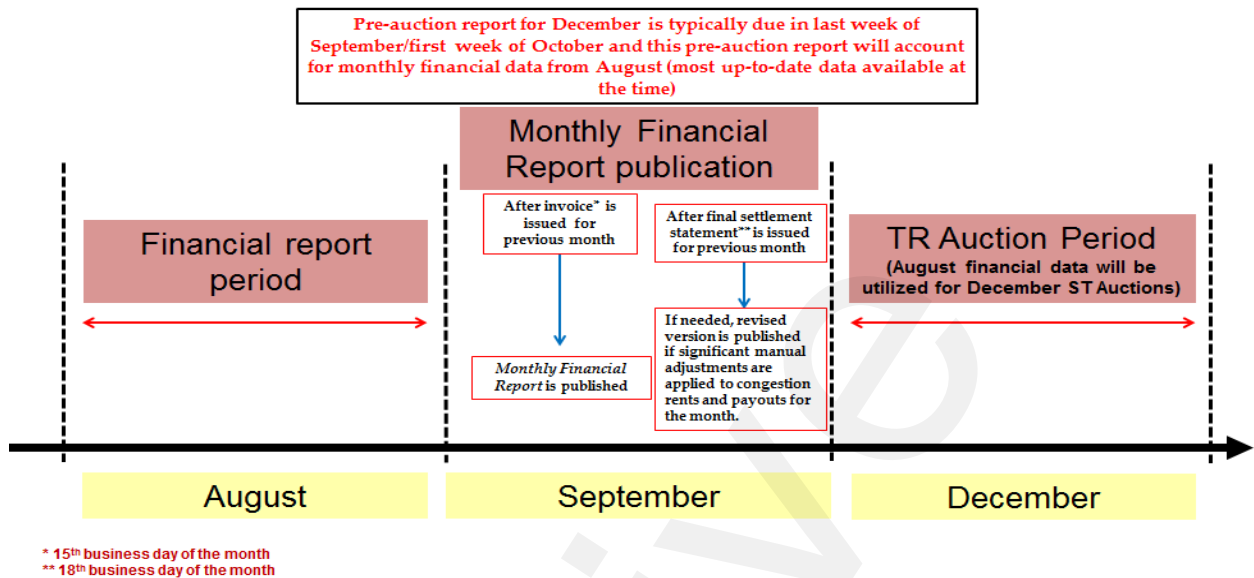 Pre-auction report for December is typically due in last week of
September/first week of October and this pre-auction report will account
for monthly financial data from August (most up-to-date data available at
the time)
Monthly Financial
Report publication
After invoice* is
issued for
previous month
After final settlement
statement** is issued
for previous month
Financial report
period
TR Auction Period
(August financial data will be
utilized for December ST Auctions)
Monthly Financial
Report is published
If needed, revised
version is published
if significant manual
adjustments are
applied to congestion
rents and payouts for
the month.
August
September
December
* 15th business day of the month
** 18th business day of the month